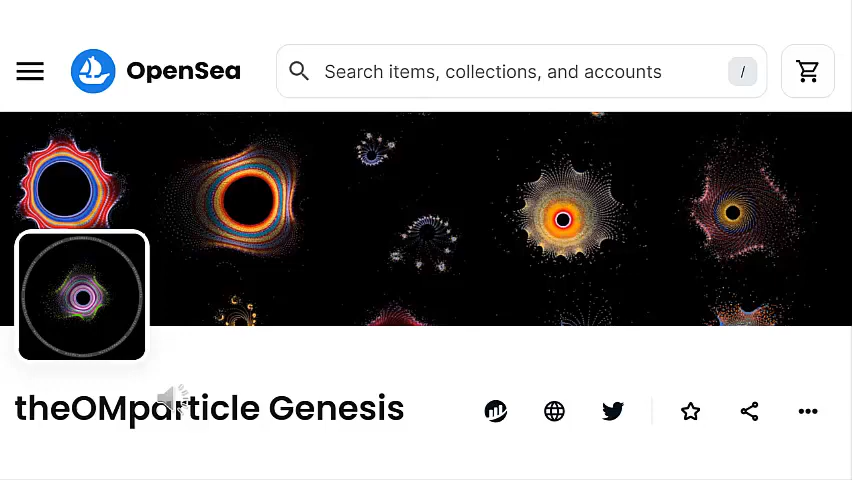 OpenSea
Search items, collections, and accounts
/
theOMparticle Genesis